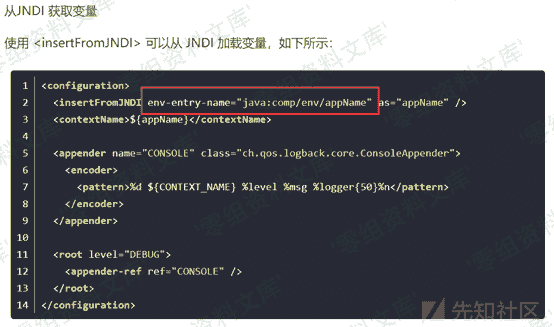 从JNDI 获取变量
使用 <insertFromJNDI> 可以从 JNDI 加载变量，如下所示：
1 <configuration>
2 <insertFromJNDI env-entry-name="java:comp/env/appName" as="appName" />
3 <contextName>${appName}</contextName>
4
5 <appender name="CONSOLE" class="ch.qos.logback.core.ConsoleAppender">
6 <encoder>
7 <pattern>%d ${CONTEXT_NAME} %level %msg %logger{50}%n</pattern>
8 </encoder>
9 </appender>
10
11 <root level="DEBUG">
12 <appender-ref ref="CONSOLE" />
13 </root>
14 </configuration>
先知社区